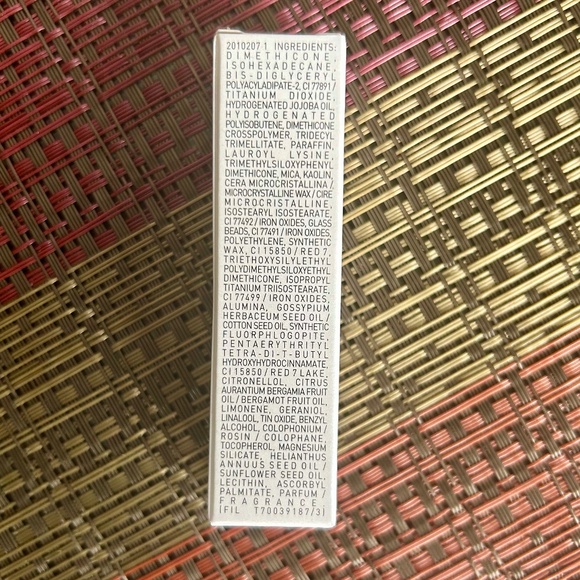 2010207 1 INGREDIENTS:
DIMETHICONE,
ISOHEXADECANE,
BIS-DIGLYCERYL
POLYACYLADIPATE-2, CI 77891 /
TITANIUM DIOXIDE,
HYDROGENATED JOJOBA OIL,
HYDROGENATED
POLYISOBUTENE, DIMETHICONE
CROSSPOLYMER, TRIDECYL
TRIMELLITATE, PARAFFIN,
LAUROYL LYSINE,
TRIMETHYLSILOXYPHENYL
DIMETHICONE, MICA, KAOLIN,
CERA MICROCRISTALLINA /
MICROCRYSTALLINE WAX / CIRE
MICROCRISTALLINE,
ISOSTEARYL ISOSTEARATE,
CI 77492 / IRON OXIDES, GLASS
BEADS, CI 77491 / IRON OXIDES,
POLYETHYLENE, SYNTHETIC
WAX, CI 15850 / RED 7,
TRIETHOXYSILYLETHYL
POLYDIMETHYLSILOXYETHYL
DIMETHICONE, ISOPROPYL
TITANIUM TRIISOSTEARATE,
CI 77499 / IRON OXIDES,
ALUMINA, GOSSYPIUM
HERBACEUM SEED OIL /
COTTON SEED OIL, SYNTHETIC
FLUORPHLOGOPITE,
PENTAERYTHRITYL
TETRA-DI-T-BUTYL
HYDROXYHYDROCINNAMATE,
CI 15850 / RED 7 LAKE,
CITRONELLOL, CITRUS
AURANTIUM BERGAMIA FRUIT
OIL / BERGAMOT FRUIT OIL,
LIMONENE, GERANIOL,
LINALOOL, TIN OXIDE, BENZYL
ALCOHOL, COLOPHONIUM /
ROSIN / COLOPHANE,
TOCOPHEROL, MAGNESIUM
SILICATE, HELIANTHUS
ANNUUS SEED OIL /
SUNFLOWER SEED OIL,
LECITHIN, ASCORBYL
PALMITATE, PARFUM /
FRAGRANCE.
(FIL T70039187/3)